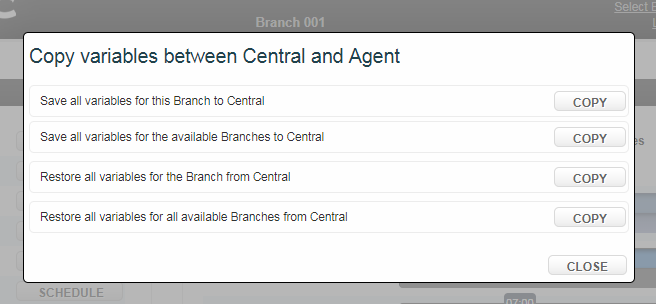 Select
Branch 001
Copy variables between Central and Agent
Save all variables for this Branch to Central
COPY
Save all variables for the available Branches to Central
COPY
Restore all variables for the Branch from Central
COPY
Restore all variables for all available Branches from Central
COPY
CLOSE
SCHEDULE
07:00